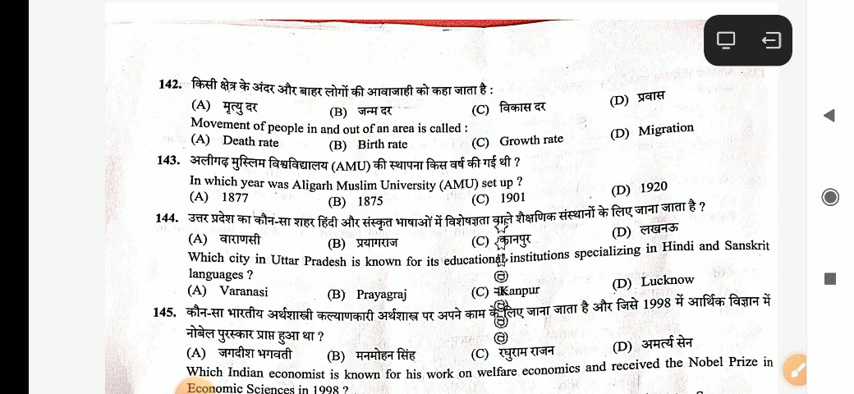 142. किसी क्षेत्र के अंदर और बाहर लोगों की आवाजाही को कहा जाता है :
(A) मृत्यु दर (B) जन्म दर (C) विकास दर (D) प्रवास
Movement of people in and out of an area is called :
(A) Death rate (B) Birth rate (C) Growth rate (D) Migration
143. अलीगढ़ मुस्लिम विश्वविद्यालय (AMU) की स्थापना किस वर्ष की गई थी ?
In which year was Aligarh Muslim University (AMU) set up ?
(A) 1877 (B) 1875 (C) 1901 (D) 1920
144. उत्तर प्रदेश का कौन-सा शहर हिंदी और संस्कृत भाषाओं में विशेषज्ञता वाले शैक्षणिक संस्थानों के लिए जाना जाता है ?
(A) वाराणसी (B) प्रयागराज (C) कानपुर (D) लखनऊ
Which city in Uttar Pradesh is known for its educational institutions specializing in Hindi and Sanskrit
languages ?
(A) Varanasi (B) Prayagraj (C) Kanpur (D) Lucknow
145. कौन-सा भारतीय अर्थशास्त्री कल्याणकारी अर्थशास्त्र पर अपने काम के लिए जाना जाता है और जिसे 1998 में आर्थिक विज्ञान में
नोबेल पुरस्कार प्राप्त हुआ था ?
(A) जगदीश भगवती (B) मनमोहन सिंह (C) रघुराम राजन (D) अमर्त्य सेन
Which Indian economist is known for his work on welfare economics and received the Nobel Prize in
Economic Sciences in 1998 ?